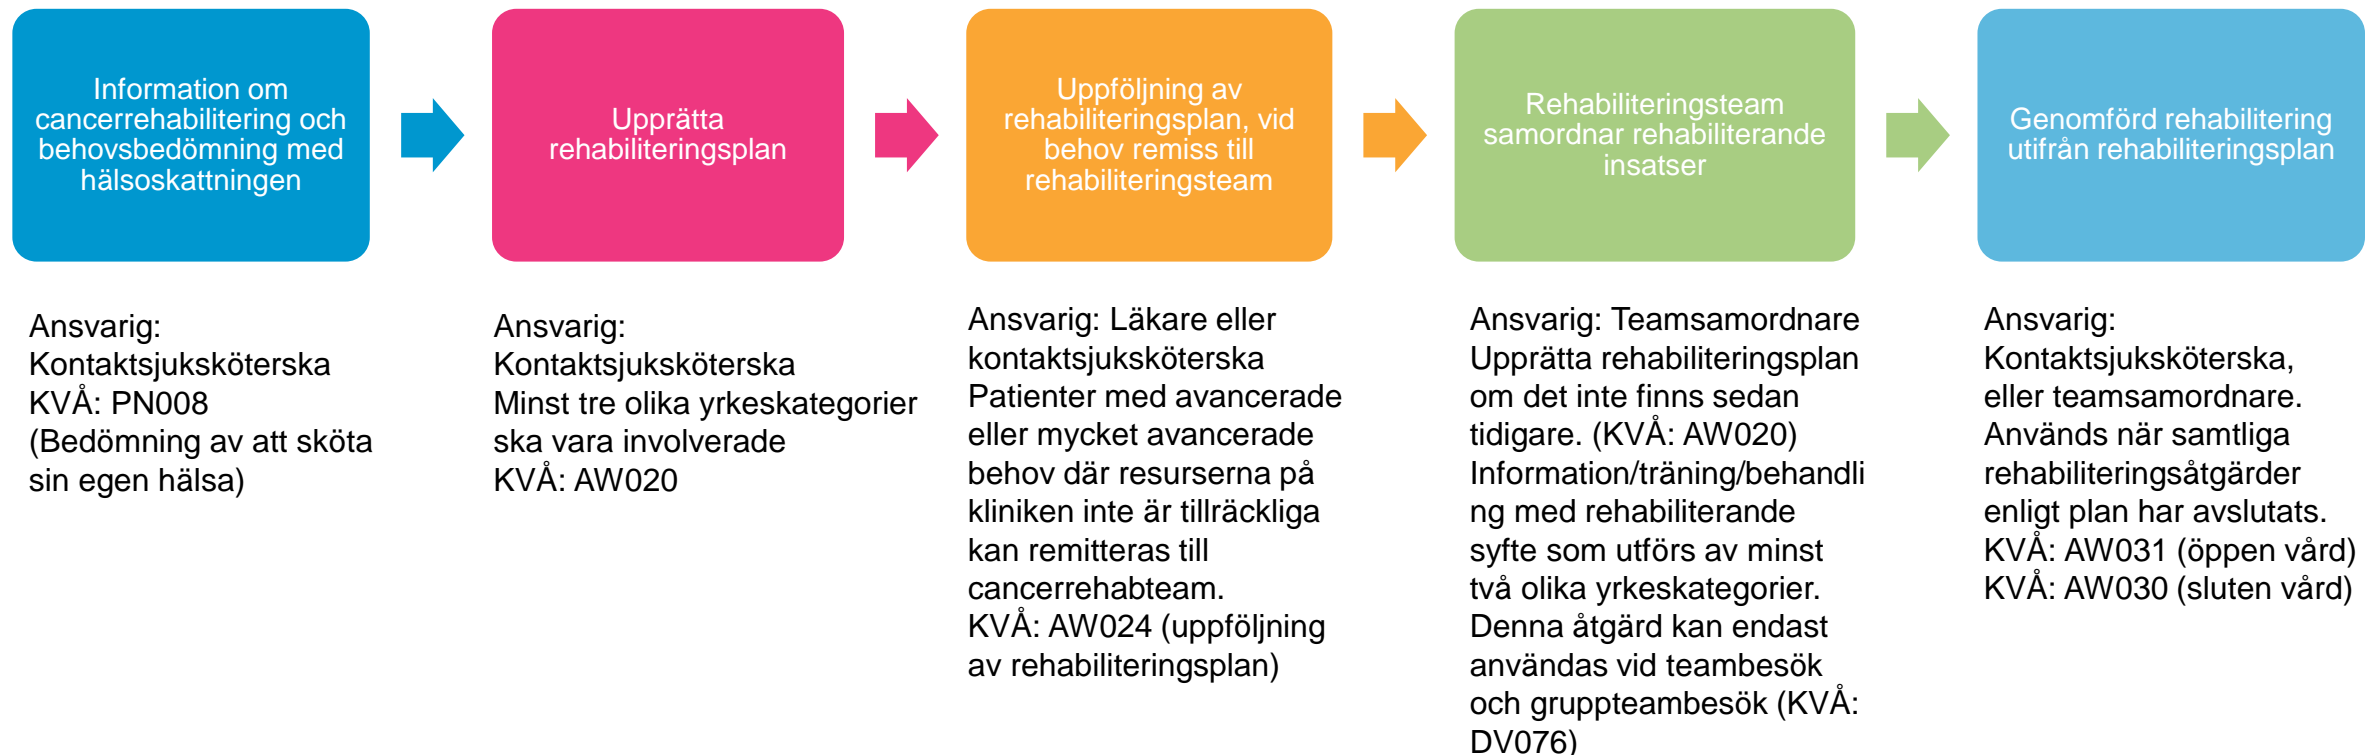 Information om
cancerrehabilitering och
behovsbedömning med
hälsoskattningen
Upprätta
rehabiliteringsplan
Uppföljning av
rehabiliteringsplan, vid
behov remiss till
rehabiliteringsteam
Rehabiliteringsteam
samordnar rehabiliterande
insatser
Genomförd rehabilitering
utifrån rehabiliteringsplan
Ansvarig:
Kontaktsjuksköterska
KVÅ: PN008
(Bedömning av att sköta
sin egen hälsa)
Ansvarig:
Kontaktsjuksköterska
Minst tre olika yrkeskategorier
ska vara involverade
KVÅ: AW020
Ansvarig: Läkare eller
kontaktsjuksköterska
Patienter med avancerade
eller mycket avancerade
behov där resurserna på
kliniken inte är tillräckliga
kan remitteras till
cancerrehabteam.
KVÅ: AW024 (uppföljning
av rehabiliteringsplan)
Ansvarig: Teamsamordnare
Upprätta rehabiliteringsplan
om det inte finns sedan
tidigare. (KVÅ: AW020)
Information/träning/behandli
ng med rehabiliterande
syfte som utförs av minst
två olika yrkeskategorier.
Denna åtgärd kan endast
användas vid teambesök
och gruppteambesök (KVÅ:
DV076)
Ansvarig:
Kontaktsjuksköterska,
eller teamsamordnare.
Används när samtliga
rehabiliteringsåtgärder
enligt plan har avslutats.
KVÅ: AW031 (öppen vård)
KVÅ: AW030 (sluten vård)